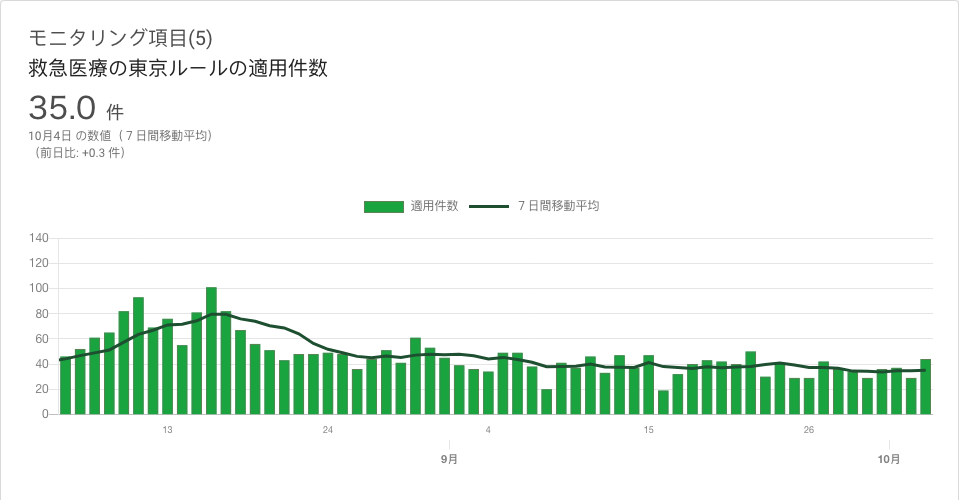 モニタリング項目(5)
救急医療の東京ルールの適用件数
35.0 件
10月4日 の数値（７日間移動平均）
（前日比: +0.3 件）
適用件数 ７日間移動平均
140
120
100
80
60
40
20
0
13 24 4 15 26
9月 10月